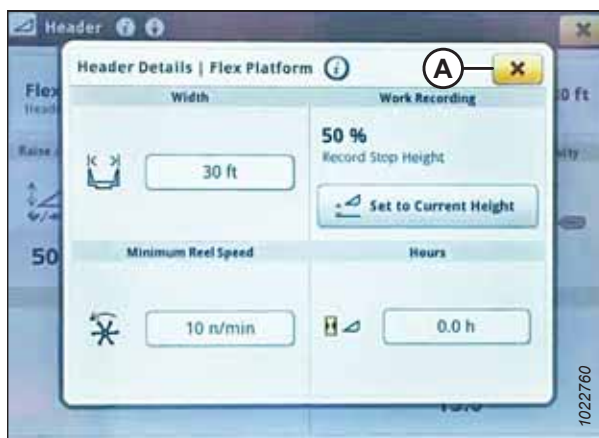 Header
Header Details | Flex Platform
A
Flex
0 ft
Width
Work Recording
50 %
Record Stop Height
30 ft
Set to Current Height
50
Minimum Reel Speed
Hours
10 n/min
0.0 h
1022760